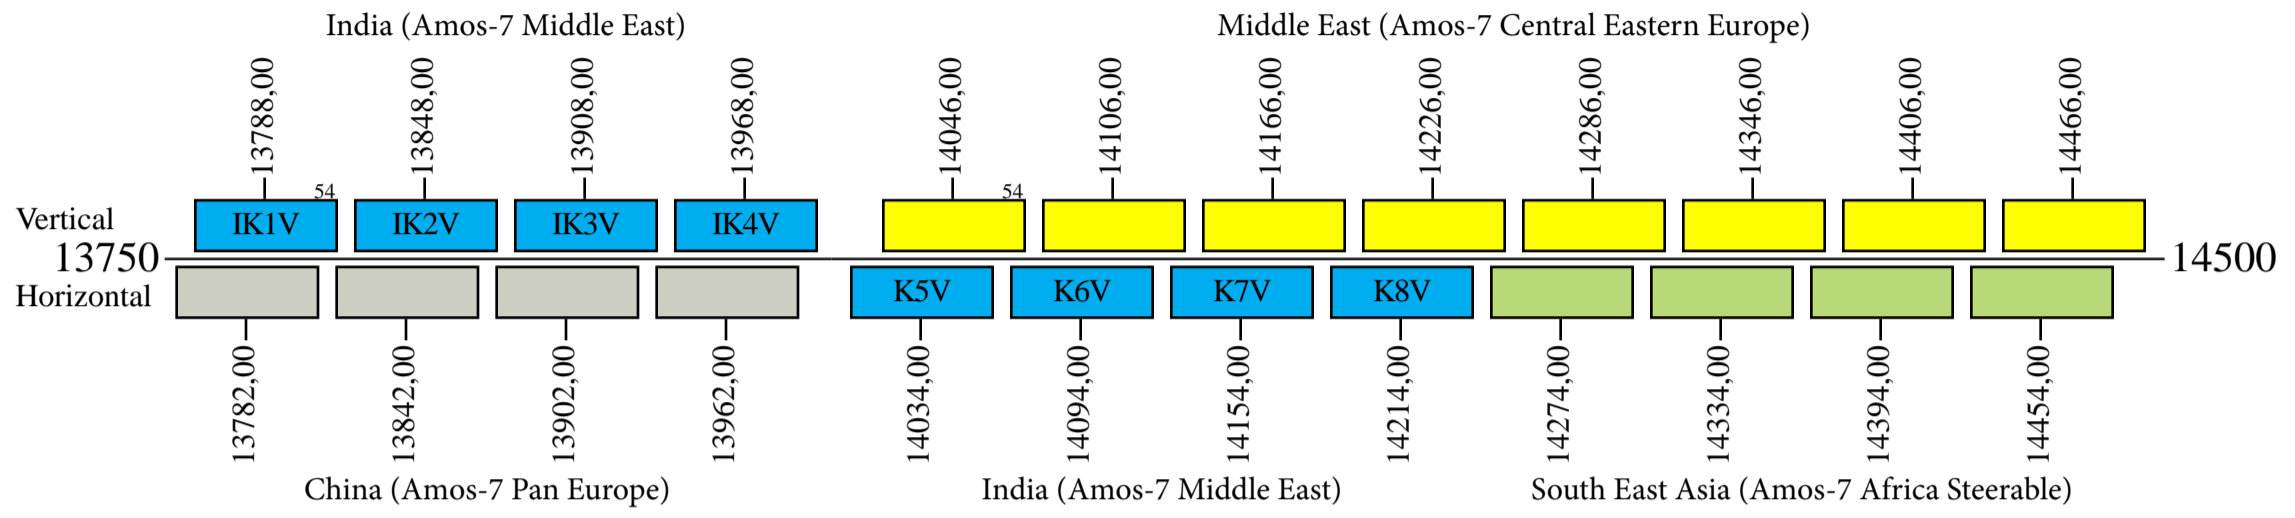 India (Amos-7 Middle East) Middle East (Amos-7 Central Eastern Europe)
13788,00 13848,00 13908,00 13968,00 14046,00 14106,00 14166,00 14226,00 14286,00 14346,00 14406,00 14466,00
54 54
Vertical IK1V IK2V IK3V IK4V
13750 14500
Horizontal K5V K6V K7V K8V
13782,00 13842,00 13902,00 13962,00 14034,00 14094,00 14154,00 14214,00 14274,00 14334,00 14394,00 14454,00
China (Amos-7 Pan Europe) India (Amos-7 Middle East) South East Asia (Amos-7 Africa Steerable)